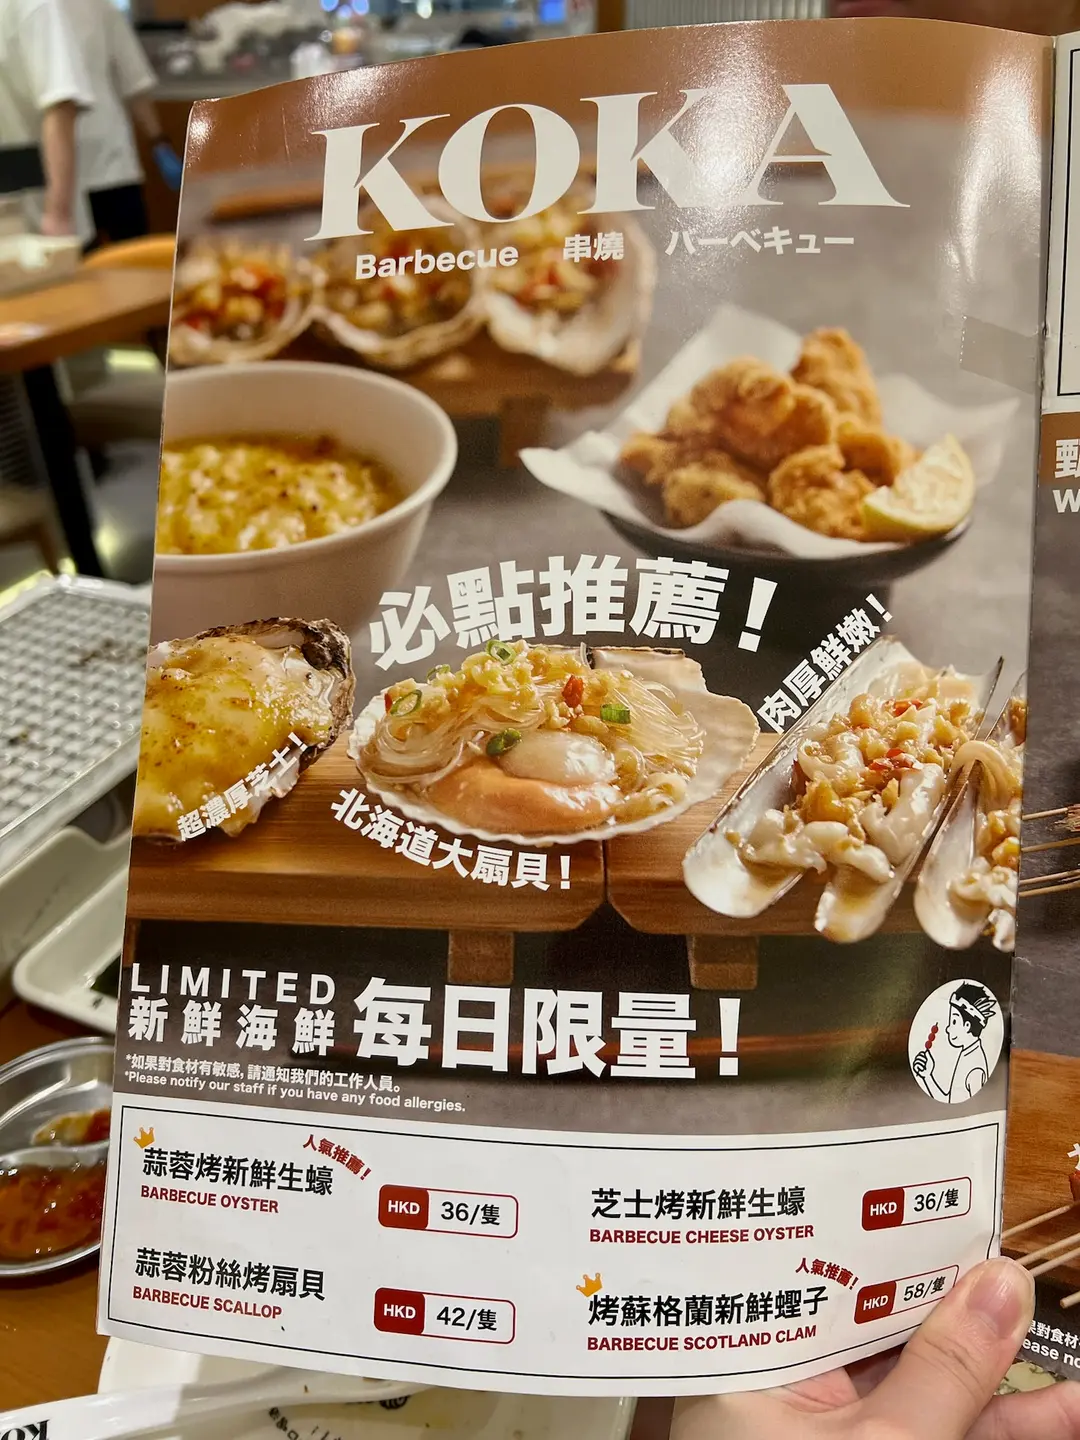 KOKA
Barbecue 串燒 バーベキュー
必點推薦！
肉厚鮮嫩！
超濃厚芝士！
北海道大扇貝！
LIMITED
新鮮海鮮 每日限量！
*如果對食材有敏感，請通知我們的工作人員。
*Please notify our staff if you have any food allergies.
蒜蓉烤新鮮生蠔 人氣推薦！
BARBECUE OYSTER
HKD 36/隻
芝士烤新鮮生蠔
BARBECUE CHEESE OYSTER
HKD 36/隻
蒜蓉粉絲烤扇貝
BARBECUE SCALLOP
HKD 42/隻
烤蘇格蘭新鮮蟶子 人氣推薦！
BARBECUE SCOTLAND CLAM
HKD 58/隻
果對食材
ease no